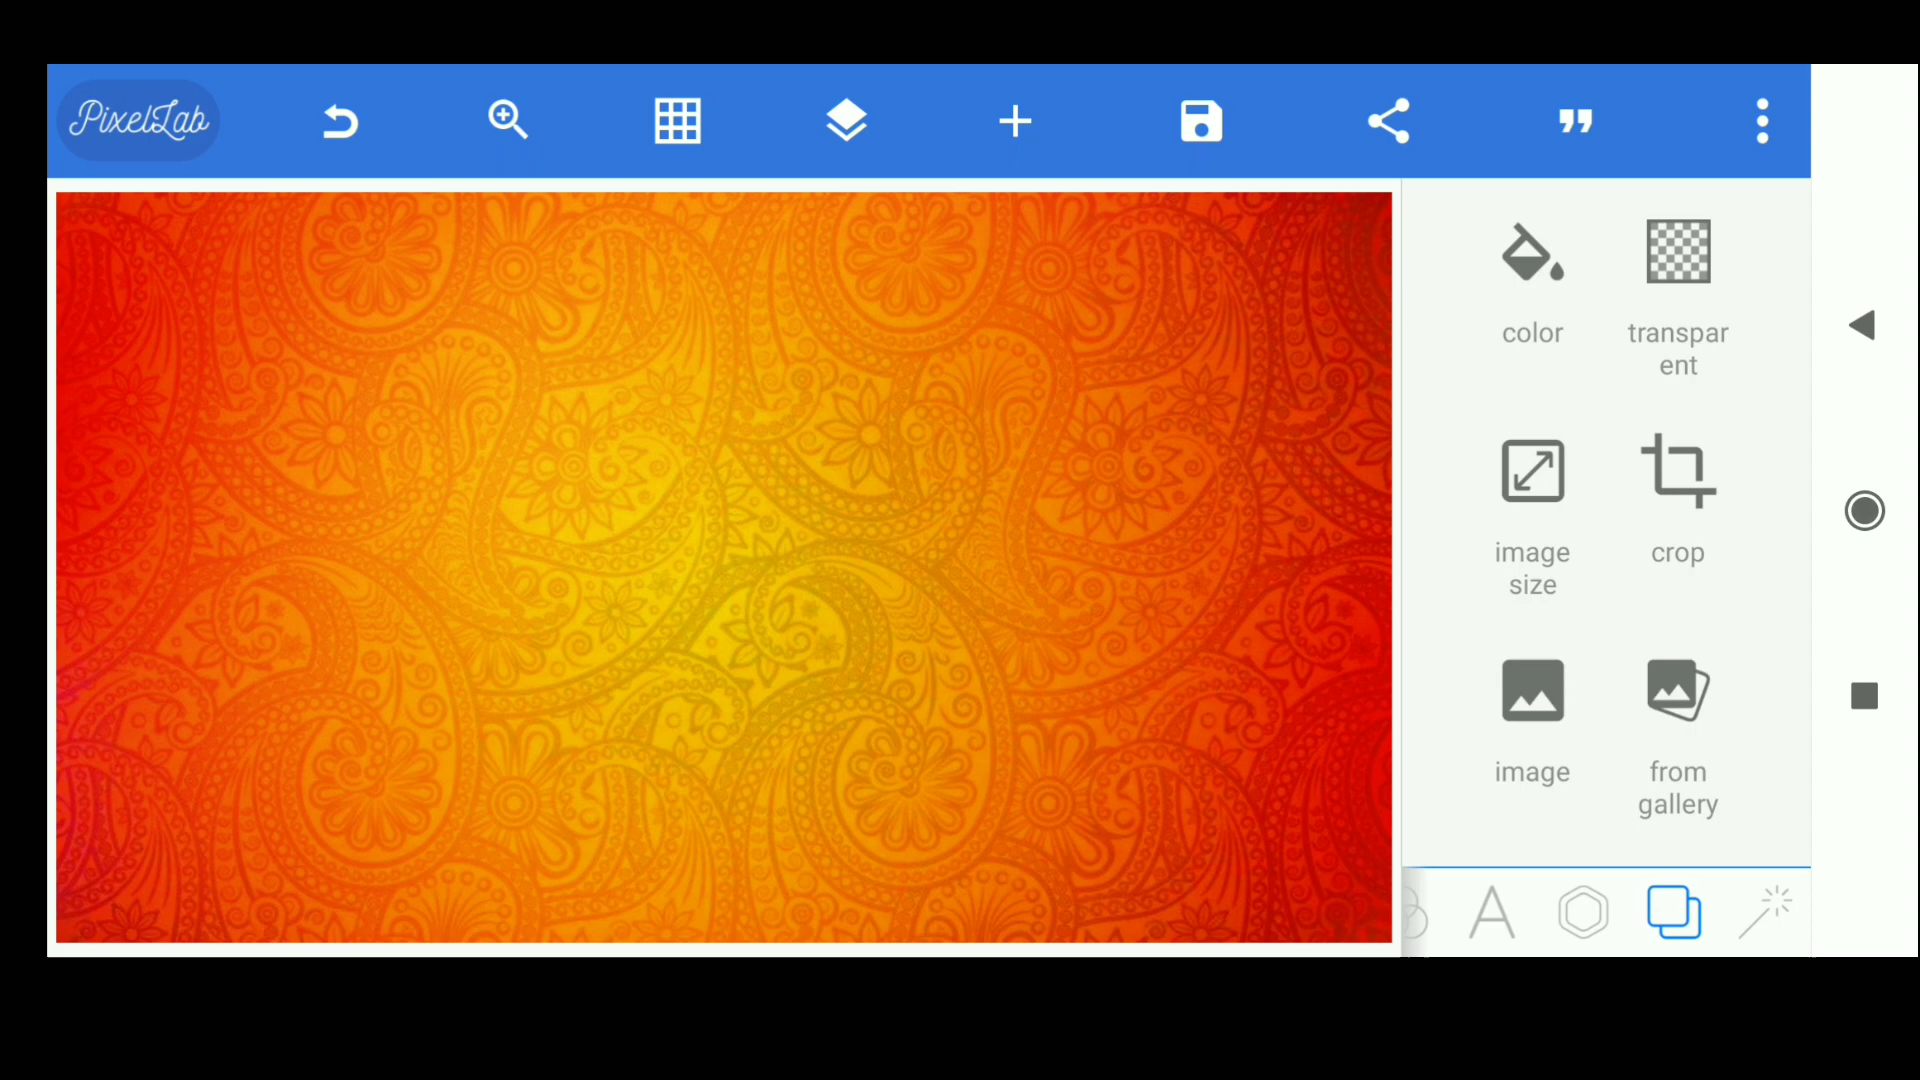 PixelLab
color
transpar
ent
image
size
crop
image
from
gallery